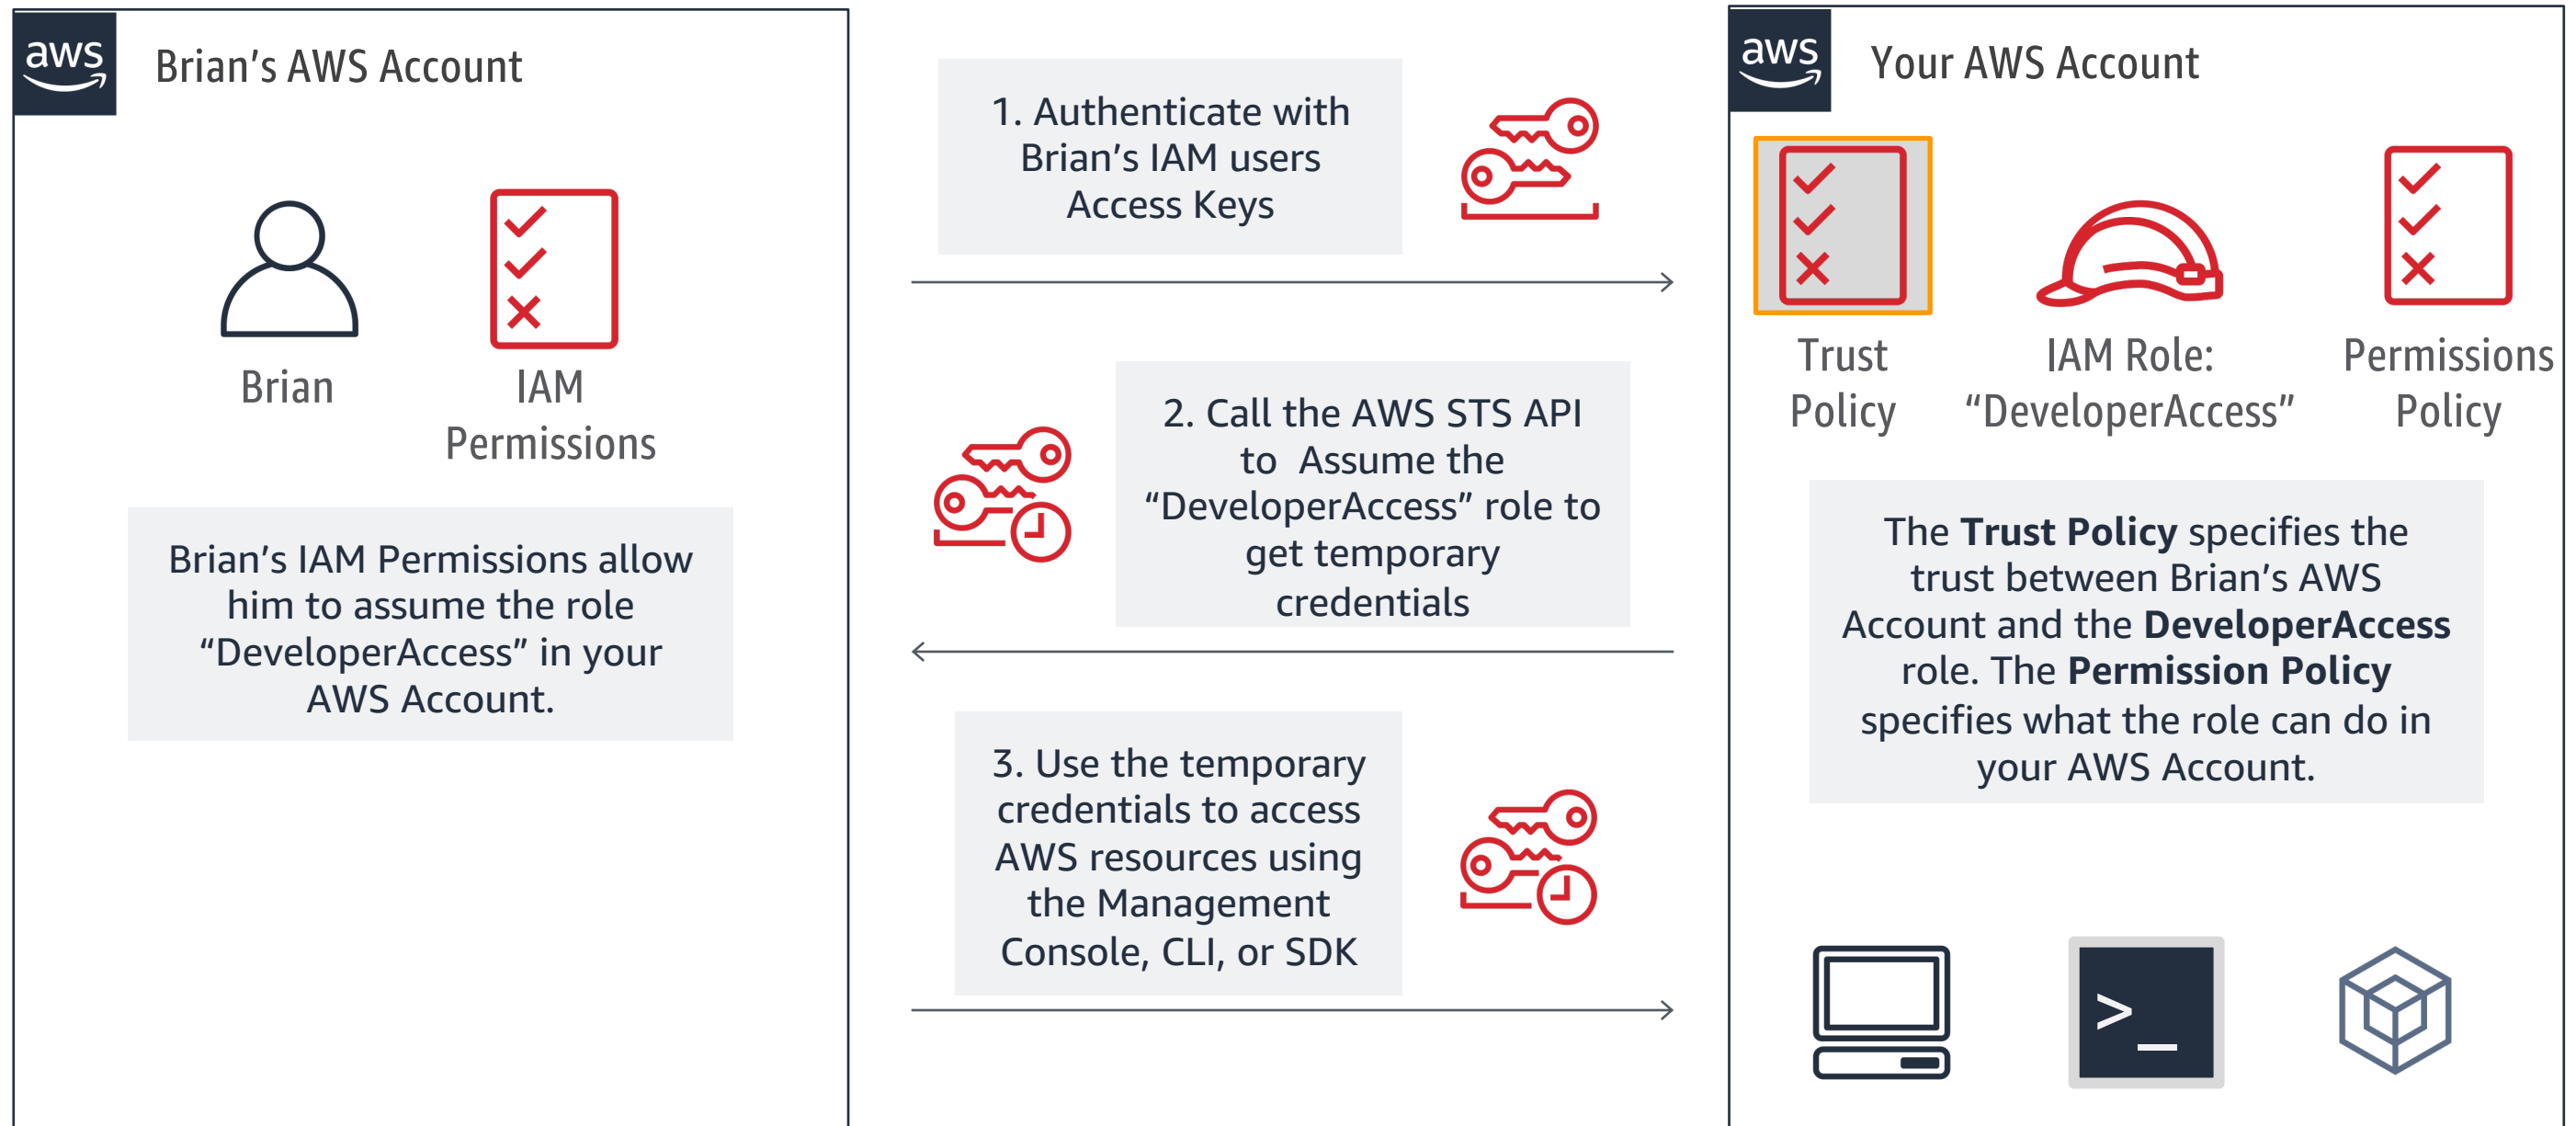 aws
Brian's AWS Account
Brian
IAM
Permissions
Brian's IAM Permissions allow
him to assume the role
“DeveloperAccess” in your
AWS Account.
1. Authenticate with
Brian's IAM users
Access Keys
2. Call the AWS STS API
to Assume the
“DeveloperAccess” role to
get temporary
credentials
3. Use the temporary
credentials to access
AWS resources using
the Management
Console, CLI, or SDK
aws
Your AWS Account
Trust
Policy
IAM Role:
“DeveloperAccess”
Permissions
Policy
The Trust Policy specifies the
trust between Brian's AWS
Account and the DeveloperAccess
role. The Permission Policy
specifies what the role can do in
your AWS Account.
>_